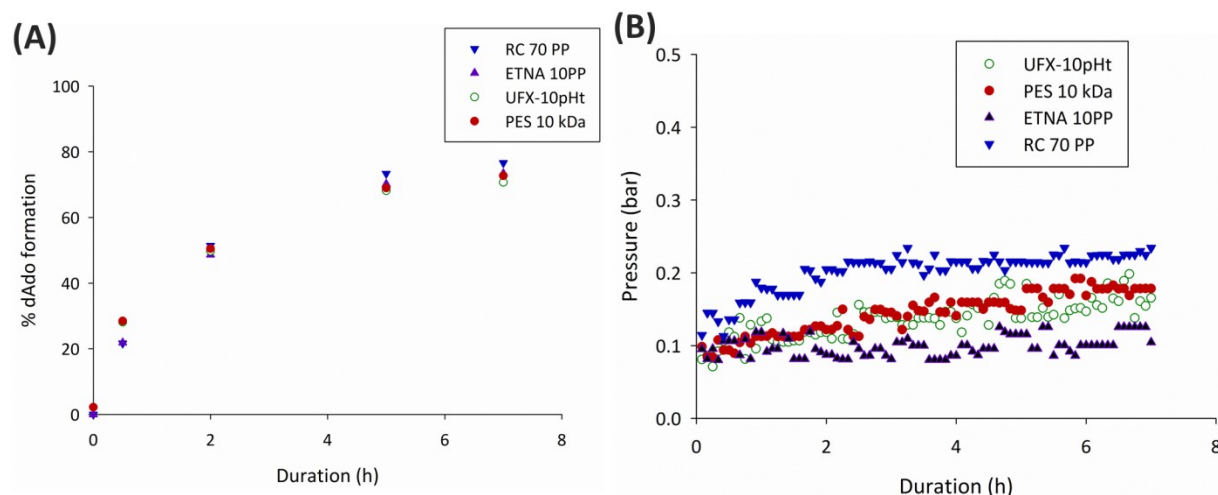 (A)
RC 70 PP
ETNA 10PP
UFX-10pHt
PES 10 kDa
% dAdo formation
100
80
60
40
20
0
0 2 4 6 8
Duration (h)
(B)
UFX-10pHt
PES 10 kDa
ETNA 10PP
RC 70 PP
Pressure (bar)
0.5
0.4
0.3
0.2
0.1
0.0
0 2 4 6 8
Duration (h)